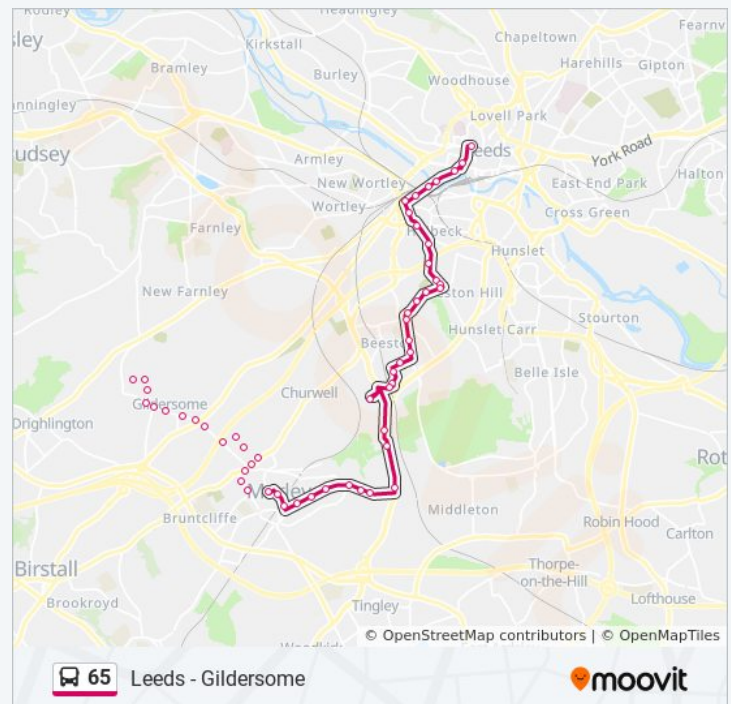 Rodley
Headingley
Fearnv
sley
Kirkstall
Chapeltown
Harehills
Gipton
Bramley
Burley
Woodhouse
anningley
Lovell Park
udsey
Armley
Leeds
York Road
Halton
New Wortley
East End Park
Wortley
Cross Green
Farnley
Holbeck
Hunslet
New Farnley
eston Hill
Stourton
Hunslet Carr
Beesto
Belle Isle
Churwell
Gildersome
Drighlington
Rot
Morley
Middleton
Bruntcliffe
Robin Hood
Carlton
Birstall
Thorpe-
on-the-Hill
Brookroyd
Tingley
Lofthouse
Woodkirk
© OpenStreetMap contributors | © OpenMapTiles
65 Leeds - Gildersome
moovit